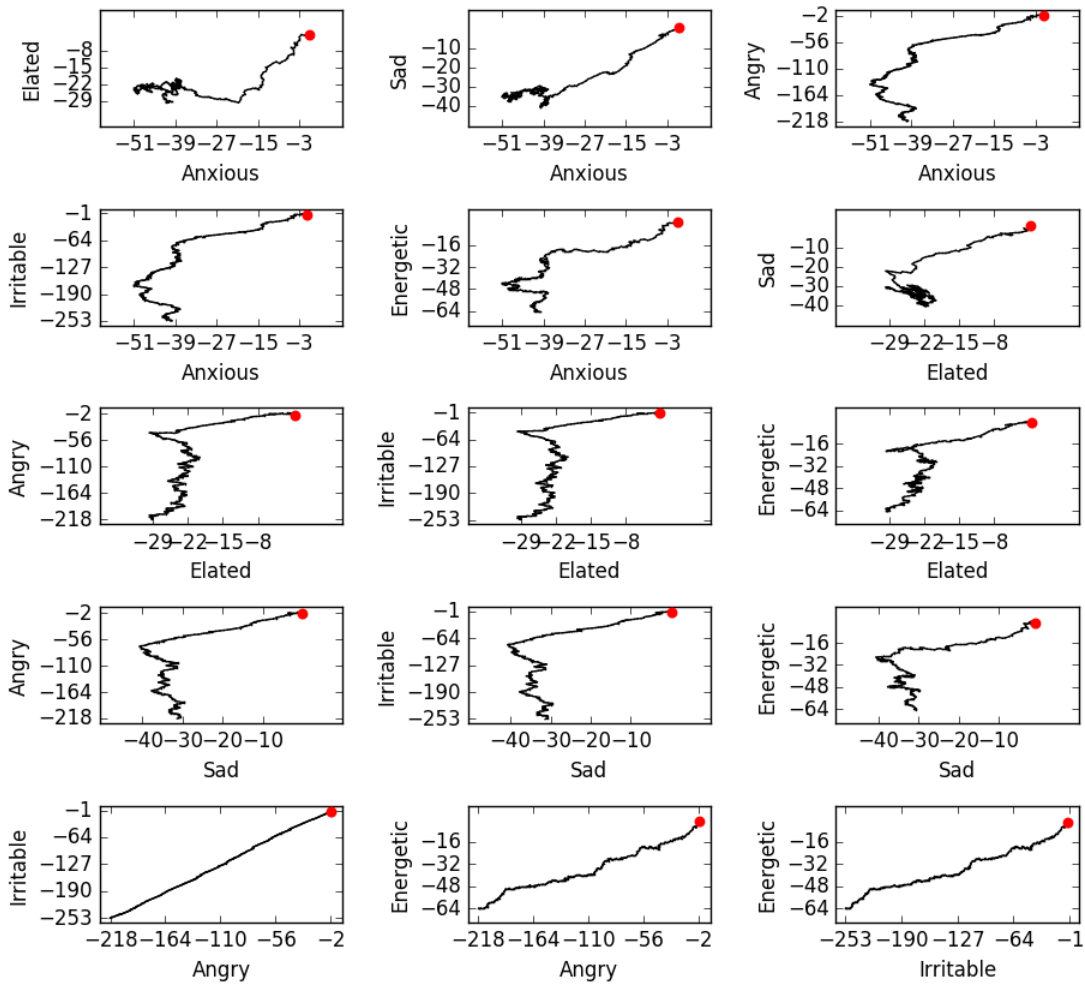 Elated
−8
−15
−22
−29
−51 −39 −27 −15 −3
Anxious
Sad
−10
−20
−30
−40
−51 −39 −27 −15 −3
Anxious
Angry
−2
−56
−110
−164
−218
−51 −39 −27 −15 −3
Anxious
Irritable
−1
−64
−127
−190
−253
−51 −39 −27 −15 −3
Anxious
Energetic
−16
−32
−48
−64
−51 −39 −27 −15 −3
Anxious
Sad
−10
−20
−30
−40
−29 −22 −15 −8
Elated
Angry
−2
−56
−110
−164
−218
−29 −22 −15 −8
Elated
Irritable
−1
−64
−127
−190
−253
−29 −22 −15 −8
Elated
Energetic
−16
−32
−48
−64
−29 −22 −15 −8
Elated
Angry
−2
−56
−110
−164
−218
−40 −30 −20 −10
Sad
Irritable
−1
−64
−127
−190
−253
−40 −30 −20 −10
Sad
Energetic
−16
−32
−48
−64
−40 −30 −20 −10
Sad
Irritable
−1
−64
−127
−190
−253
−218 −164 −110 −56 −2
Angry
Energetic
−16
−32
−48
−64
−218 −164 −110 −56 −2
Angry
Energetic
−16
−32
−48
−64
−253 −190 −127 −64 −1
Irritable